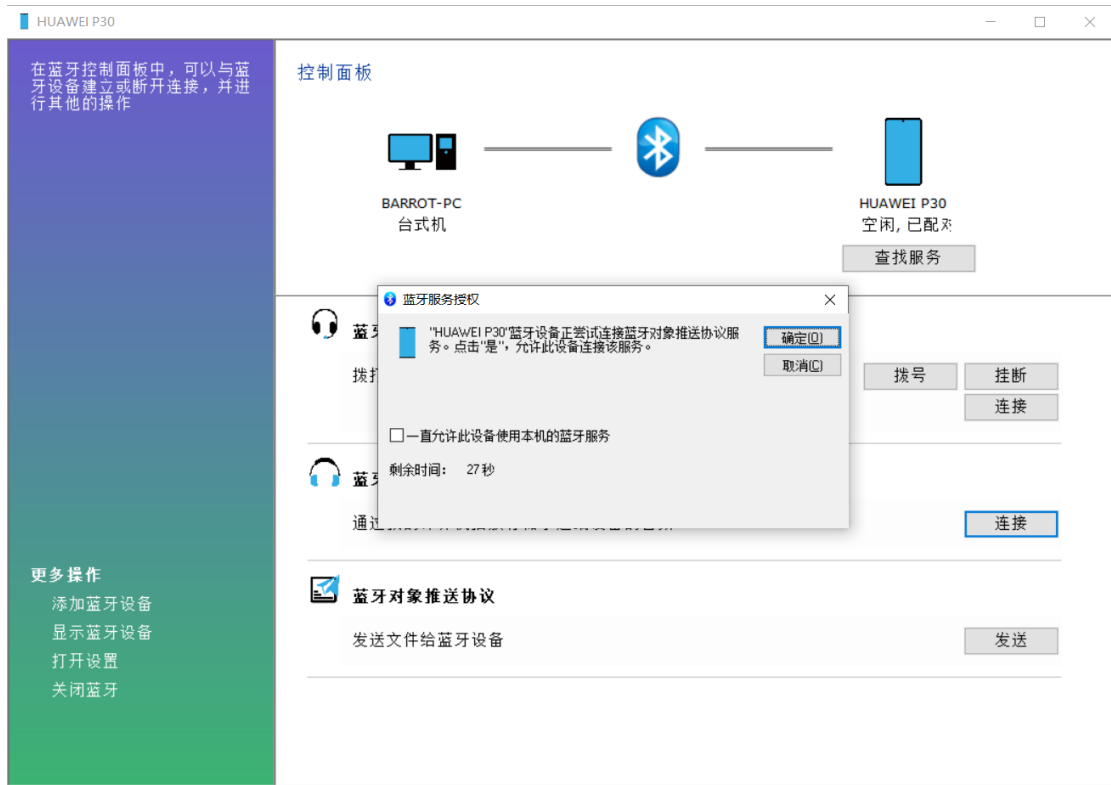 HUAWEI P30
在蓝牙控制面板中，可以与蓝
牙设备建立或断开连接，并进
行其他的操作
控制面板
BARROT-PC
台式机
HUAWEI P30
空闲, 已配对
查找服务
蓝牙服务授权
"HUAWEI P30"蓝牙设备正尝试连接蓝牙对象推送协议服
务。点击"是"，允许此设备连接该服务。
确定(O)
取消(C)
一直允许此设备使用本机的蓝牙服务
剩余时间： 27秒
蓝牙
拨打
拨号
挂断
连接
蓝牙
通过
连接
蓝牙对象推送协议
发送文件给蓝牙设备
发送
更多操作
添加蓝牙设备
显示蓝牙设备
打开设置
关闭蓝牙